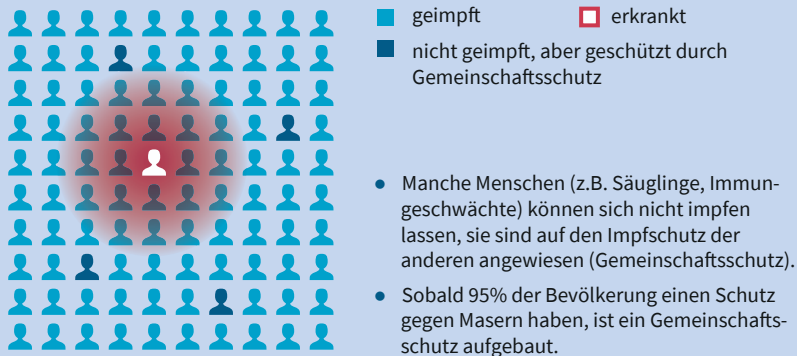 geimpft
erkrankt
nicht geimpft, aber geschützt durch
Gemeinschaftsschutz
• Manche Menschen (z.B. Säuglinge, Immun-
geschwächte) können sich nicht impfen
lassen, sie sind auf den Impfschutz der
anderen angewiesen (Gemeinschaftsschutz).
• Sobald 95% der Bevölkerung einen Schutz
gegen Masern haben, ist ein Gemeinschafts-
schutz aufgebaut.